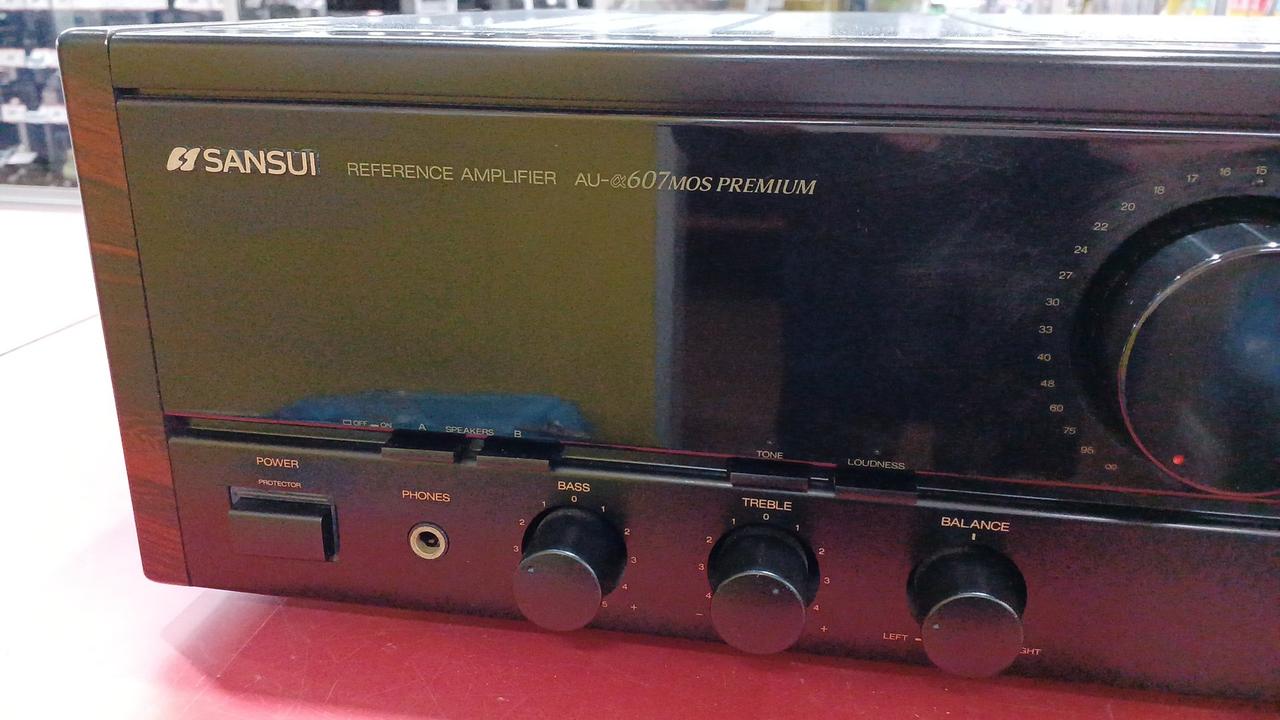 SANSUI REFERENCE AMPLIFIER AU-α607MOS PREMIUM
15
16
17
18
20
22
24
27
30
33
40
48
60
75
95
∞
OFF ON A SPEAKERS B
TONE
LOUDNESS
POWER
PROTECTOR
PHONES
BASS
0
1 1
2 2
3 3
4
5
+
TREBLE
0
1 1
2 2
3 3
4 4
- +
BALANCE
LEFT GHT